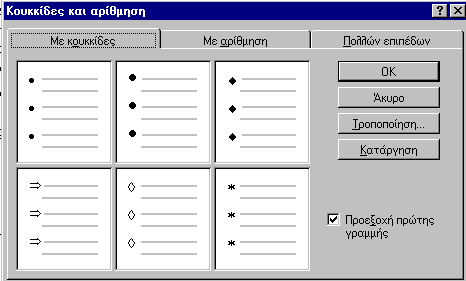 Κουκκίδες και αρίθμηση
Με κουκκίδες
Με αρίθμηση
Πολλών επιπέδων
OK
Άκυρο
Τροποποίηση...
Κατάργηση
Προεξοχή πρώτης
γραμμής